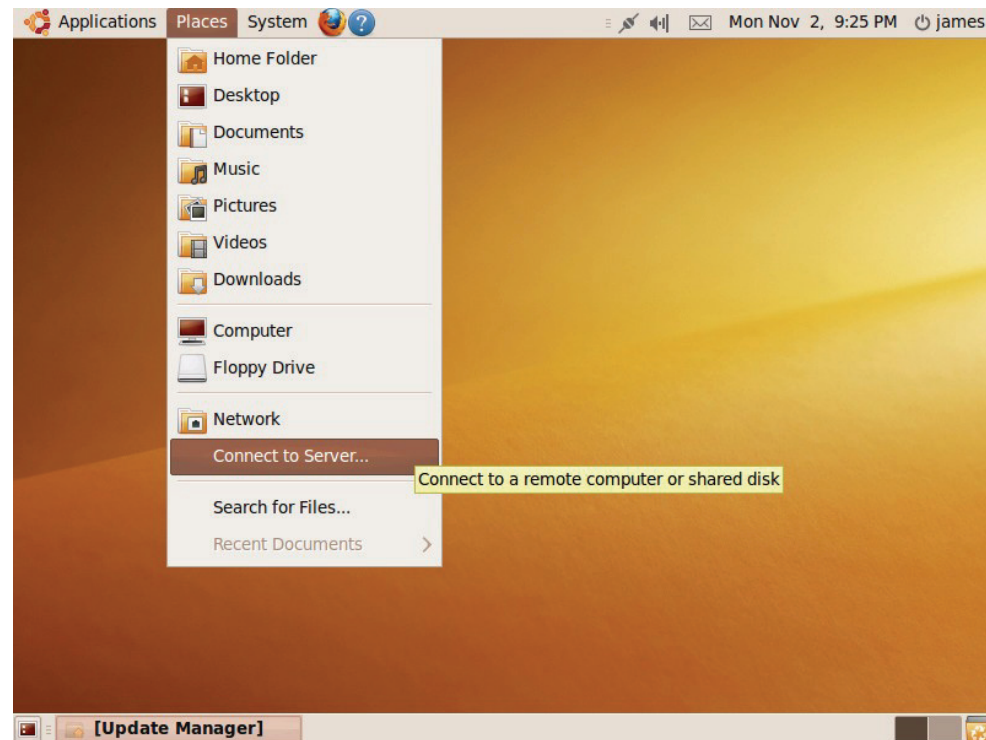 Applications Places System Mon Nov 2, 9:25 PM james
Home Folder
Desktop
Documents
Music
Pictures
Videos
Downloads
Computer
Floppy Drive
Network
Connect to Server...
Connect to a remote computer or shared disk
Search for Files...
Recent Documents
[Update Manager]